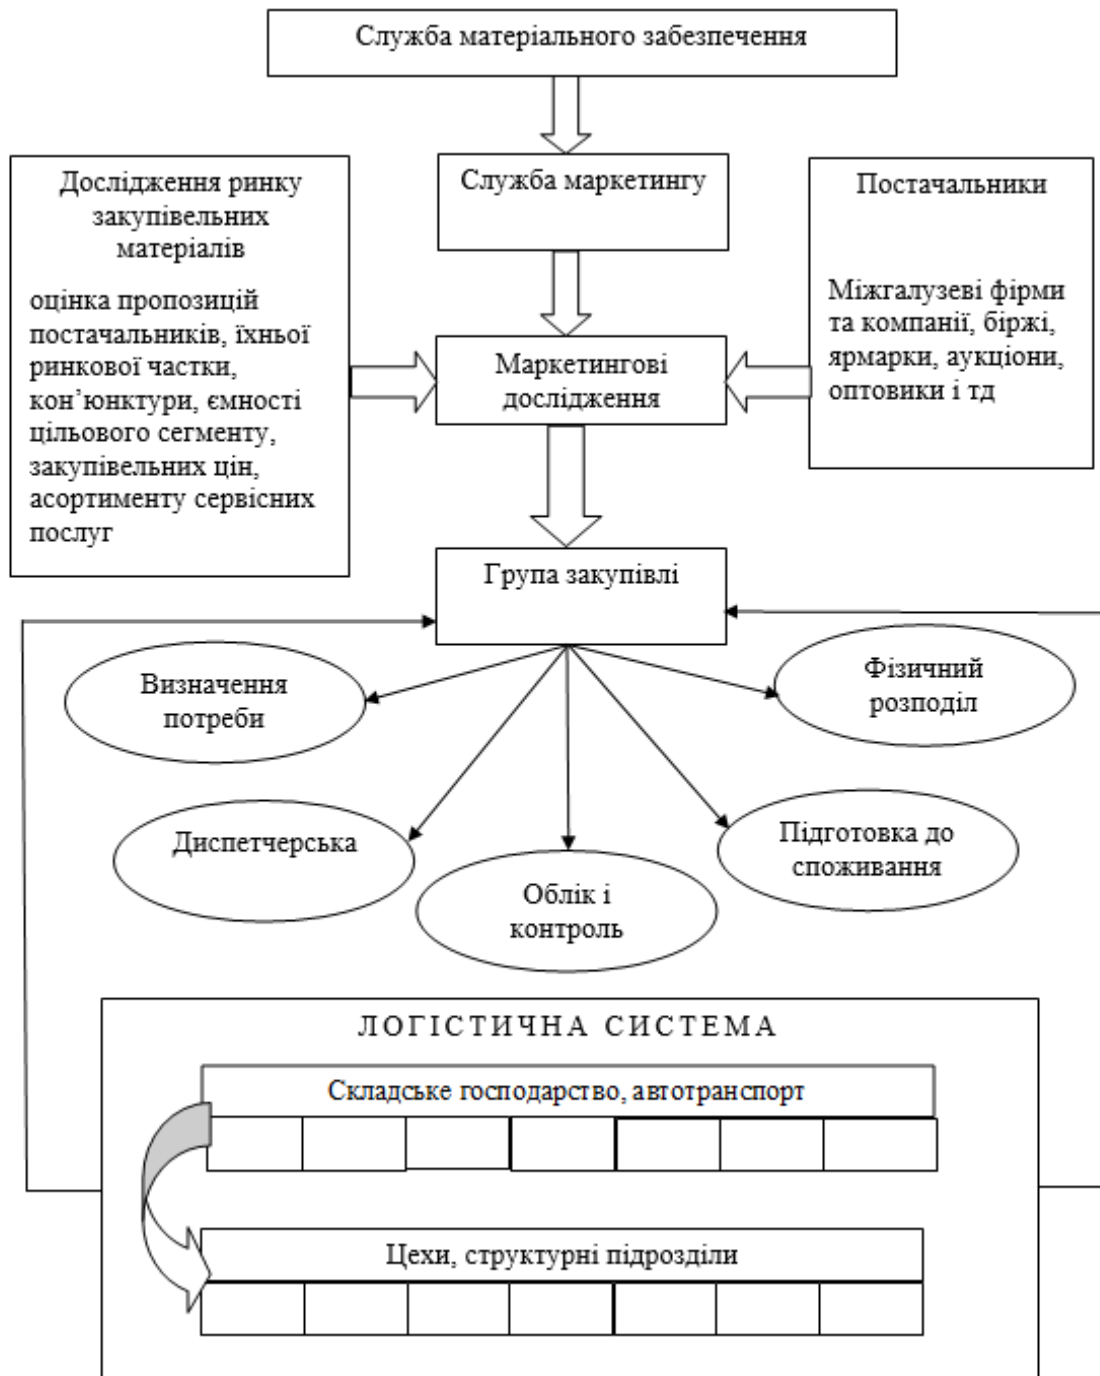 Служба матеріального забезпечення
Служба маркетингу
Дослідження ринку
закупівельних
матеріалів
оцінка пропозицій
постачальників, їхньої
ринкової частки,
кон’юнктури, ємності
цільового сегменту,
закупівельних цін,
асортименту сервісних
послуг
Постачальники
Міжгалузеві фірми
та компанії, біржі,
ярмарки, аукціони,
оптовики і тд
Маркетингові
дослідження
Група закупівлі
Визначення
потреби
Фізичний
розподіл
Диспетчерська
Підготовка до
споживання
Облік і
контроль
ЛОГІСТИЧНА СИСТЕМА
Складське господарство, автотранспорт
Цехи, структурні підрозділи